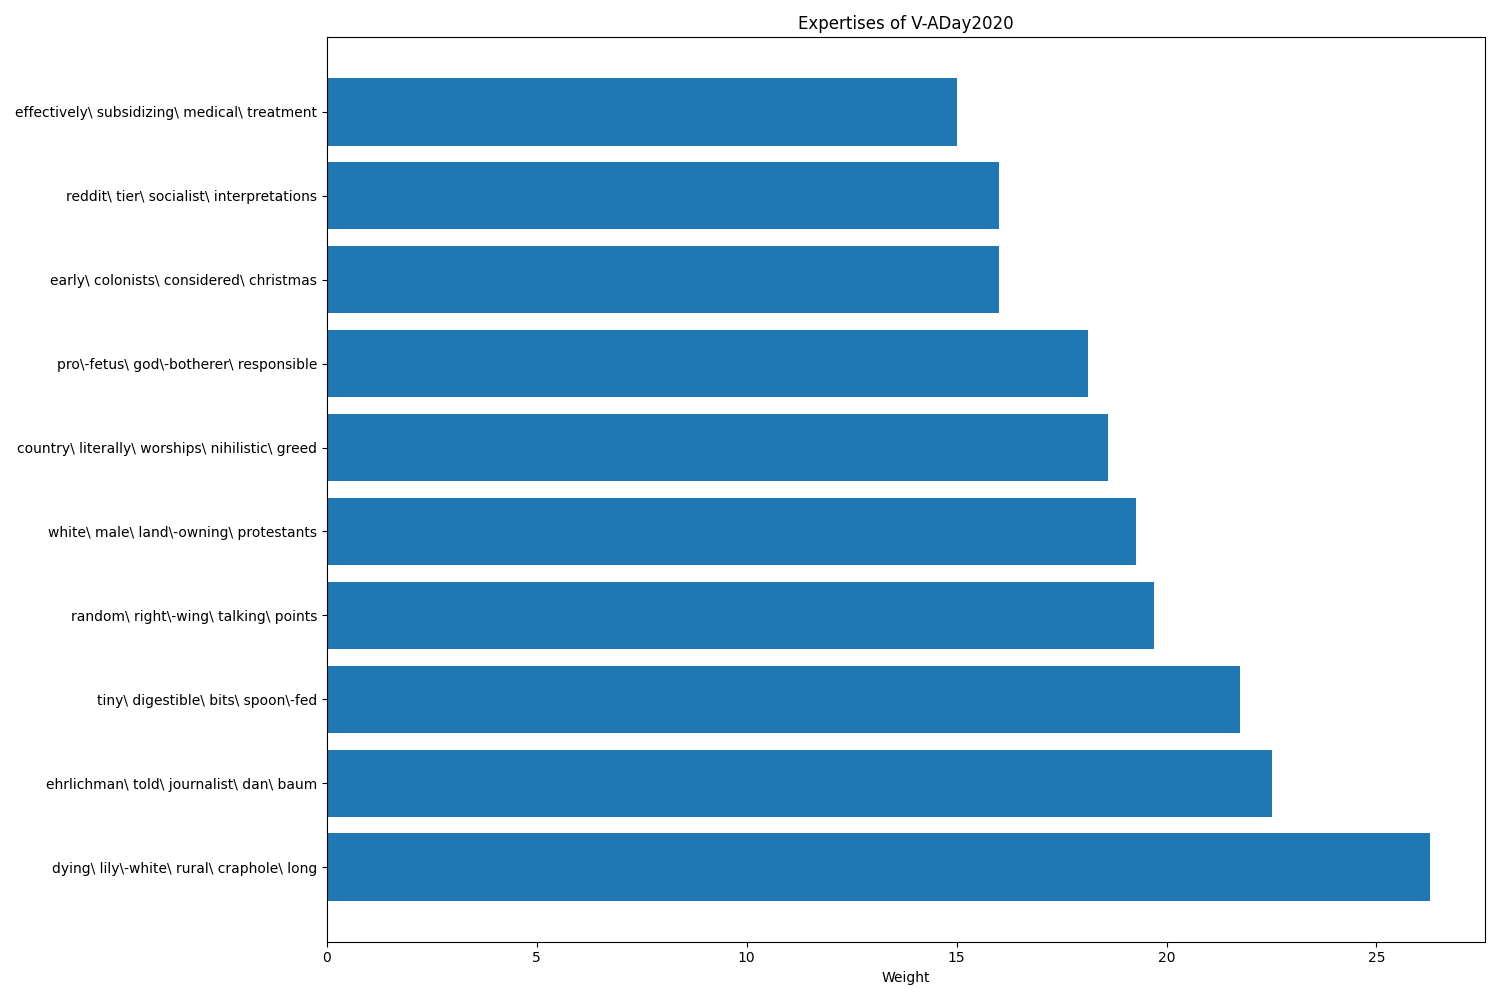 Expertises of V-ADay2020
effectively\ subsidizing\ medical\ treatment
reddit\ tier\ socialist\ interpretations
early\ colonists\ considered\ christmas
pro\-fetus\ god\-botherer\ responsible
country\ literally\ worships\ nihilistic\ greed
white\ male\ land\-owning\ protestants
random\ right\-wing\ talking\ points
tiny\ digestible\ bits\ spoon\-fed
ehrlichman\ told\ journalist\ dan\ baum
dying\ lily\-white\ rural\ craphole\ long
0 5 10 15 20 25
Weight